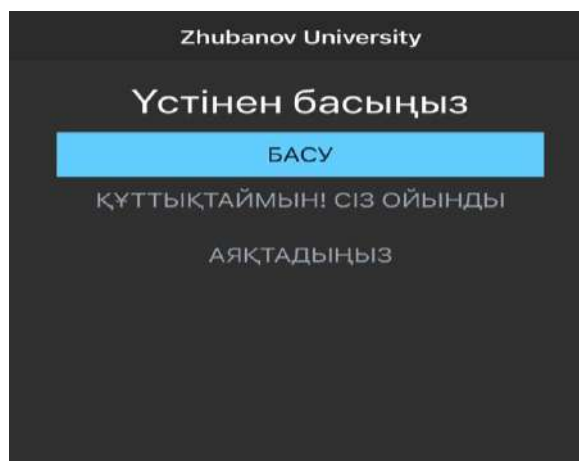 Zhubanov University
Үстінен басыңыз
БАСУ
ҚҰТТЫҚТАЙМЫН! СІЗ ОЙЫНДЫ
АЯҚТАДЫҢЫЗ